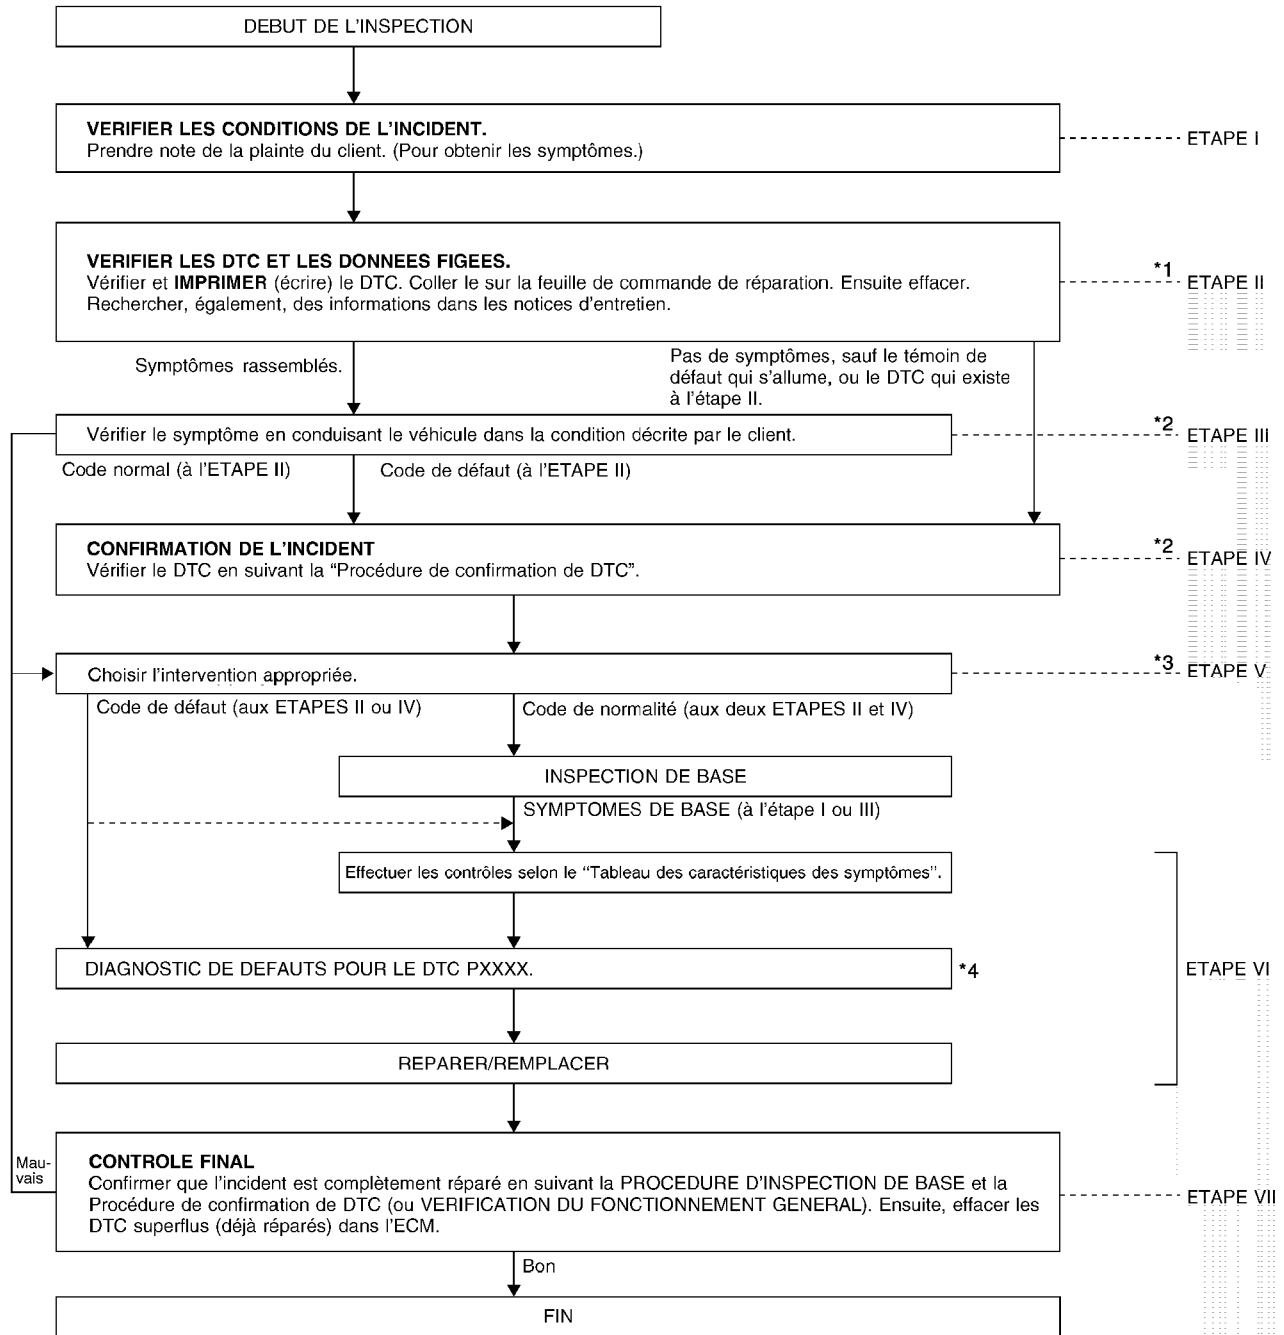 DEBUT DE L'INSPECTION
VERIFIER LES CONDITIONS DE L'INCIDENT.
Prendre note de la plainte du client. (Pour obtenir les symptômes.)
ETAPE I
VERIFIER LES DTC ET LES DONNEES FIGEES.
Vérifier et IMPRIMER (écrire) le DTC. Coller le sur la feuille de commande de réparation. Ensuite effacer.
Rechercher, également, des informations dans les notices d'entretien.
*1
ETAPE II
Symptômes rassemblés.
Pas de symptômes, sauf le témoin de
défaut qui s'allume, ou le DTC qui existe
à l'étape II.
Vérifier le symptôme en conduisant le véhicule dans la condition décrite par le client.
*2
ETAPE III
Code normal (à l'ETAPE II)
Code de défaut (à l'ETAPE II)
CONFIRMATION DE L'INCIDENT
Vérifier le DTC en suivant la “Procédure de confirmation de DTC”.
*2
ETAPE IV
Choisir l'intervention appropriée.
*3
ETAPE V
Code de défaut (aux ETAPES II ou IV)
Code de normalité (aux deux ETAPES II et IV)
INSPECTION DE BASE
SYMPTOMES DE BASE (à l'étape I ou III)
Effectuer les contrôles selon le “Tableau des caractéristiques des symptômes”.
DIAGNOSTIC DE DEFAUTS POUR LE DTC PXXXX.
*4
ETAPE VI
REPARER/REMPLACER
Mau-
vais
CONTROLE FINAL
Confirmer que l'incident est complètement réparé en suivant la PROCEDURE D'INSPECTION DE BASE et la
Procédure de confirmation de DTC (ou VERIFICATION DU FONCTIONNEMENT GENERAL). Ensuite, effacer les
DTC superflus (déjà réparés) dans l'ECM.
ETAPE VII
Bon
FIN